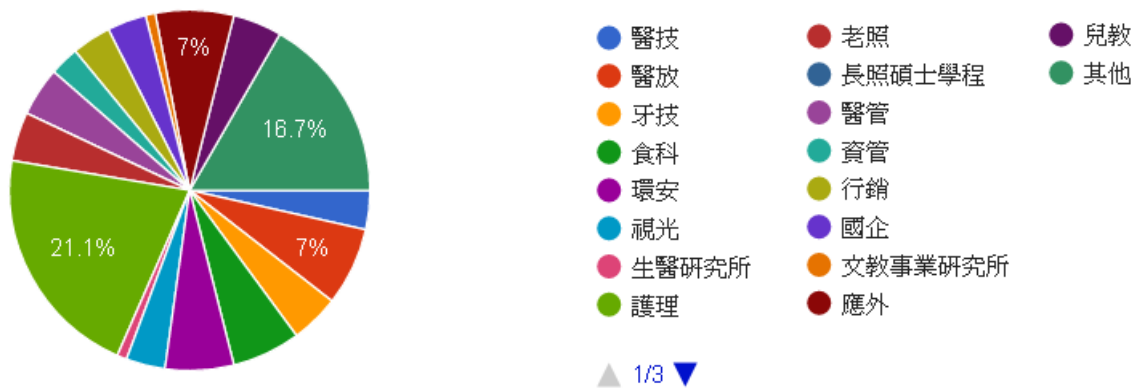 7%
16.7%
7%
21.1%
醫技
醫放
牙技
食科
環安
視光
生醫研究所
護理
老照
長照碩士學程
醫管
資管
行銷
國企
文教事業研究所
應外
兒教
其他
1/3